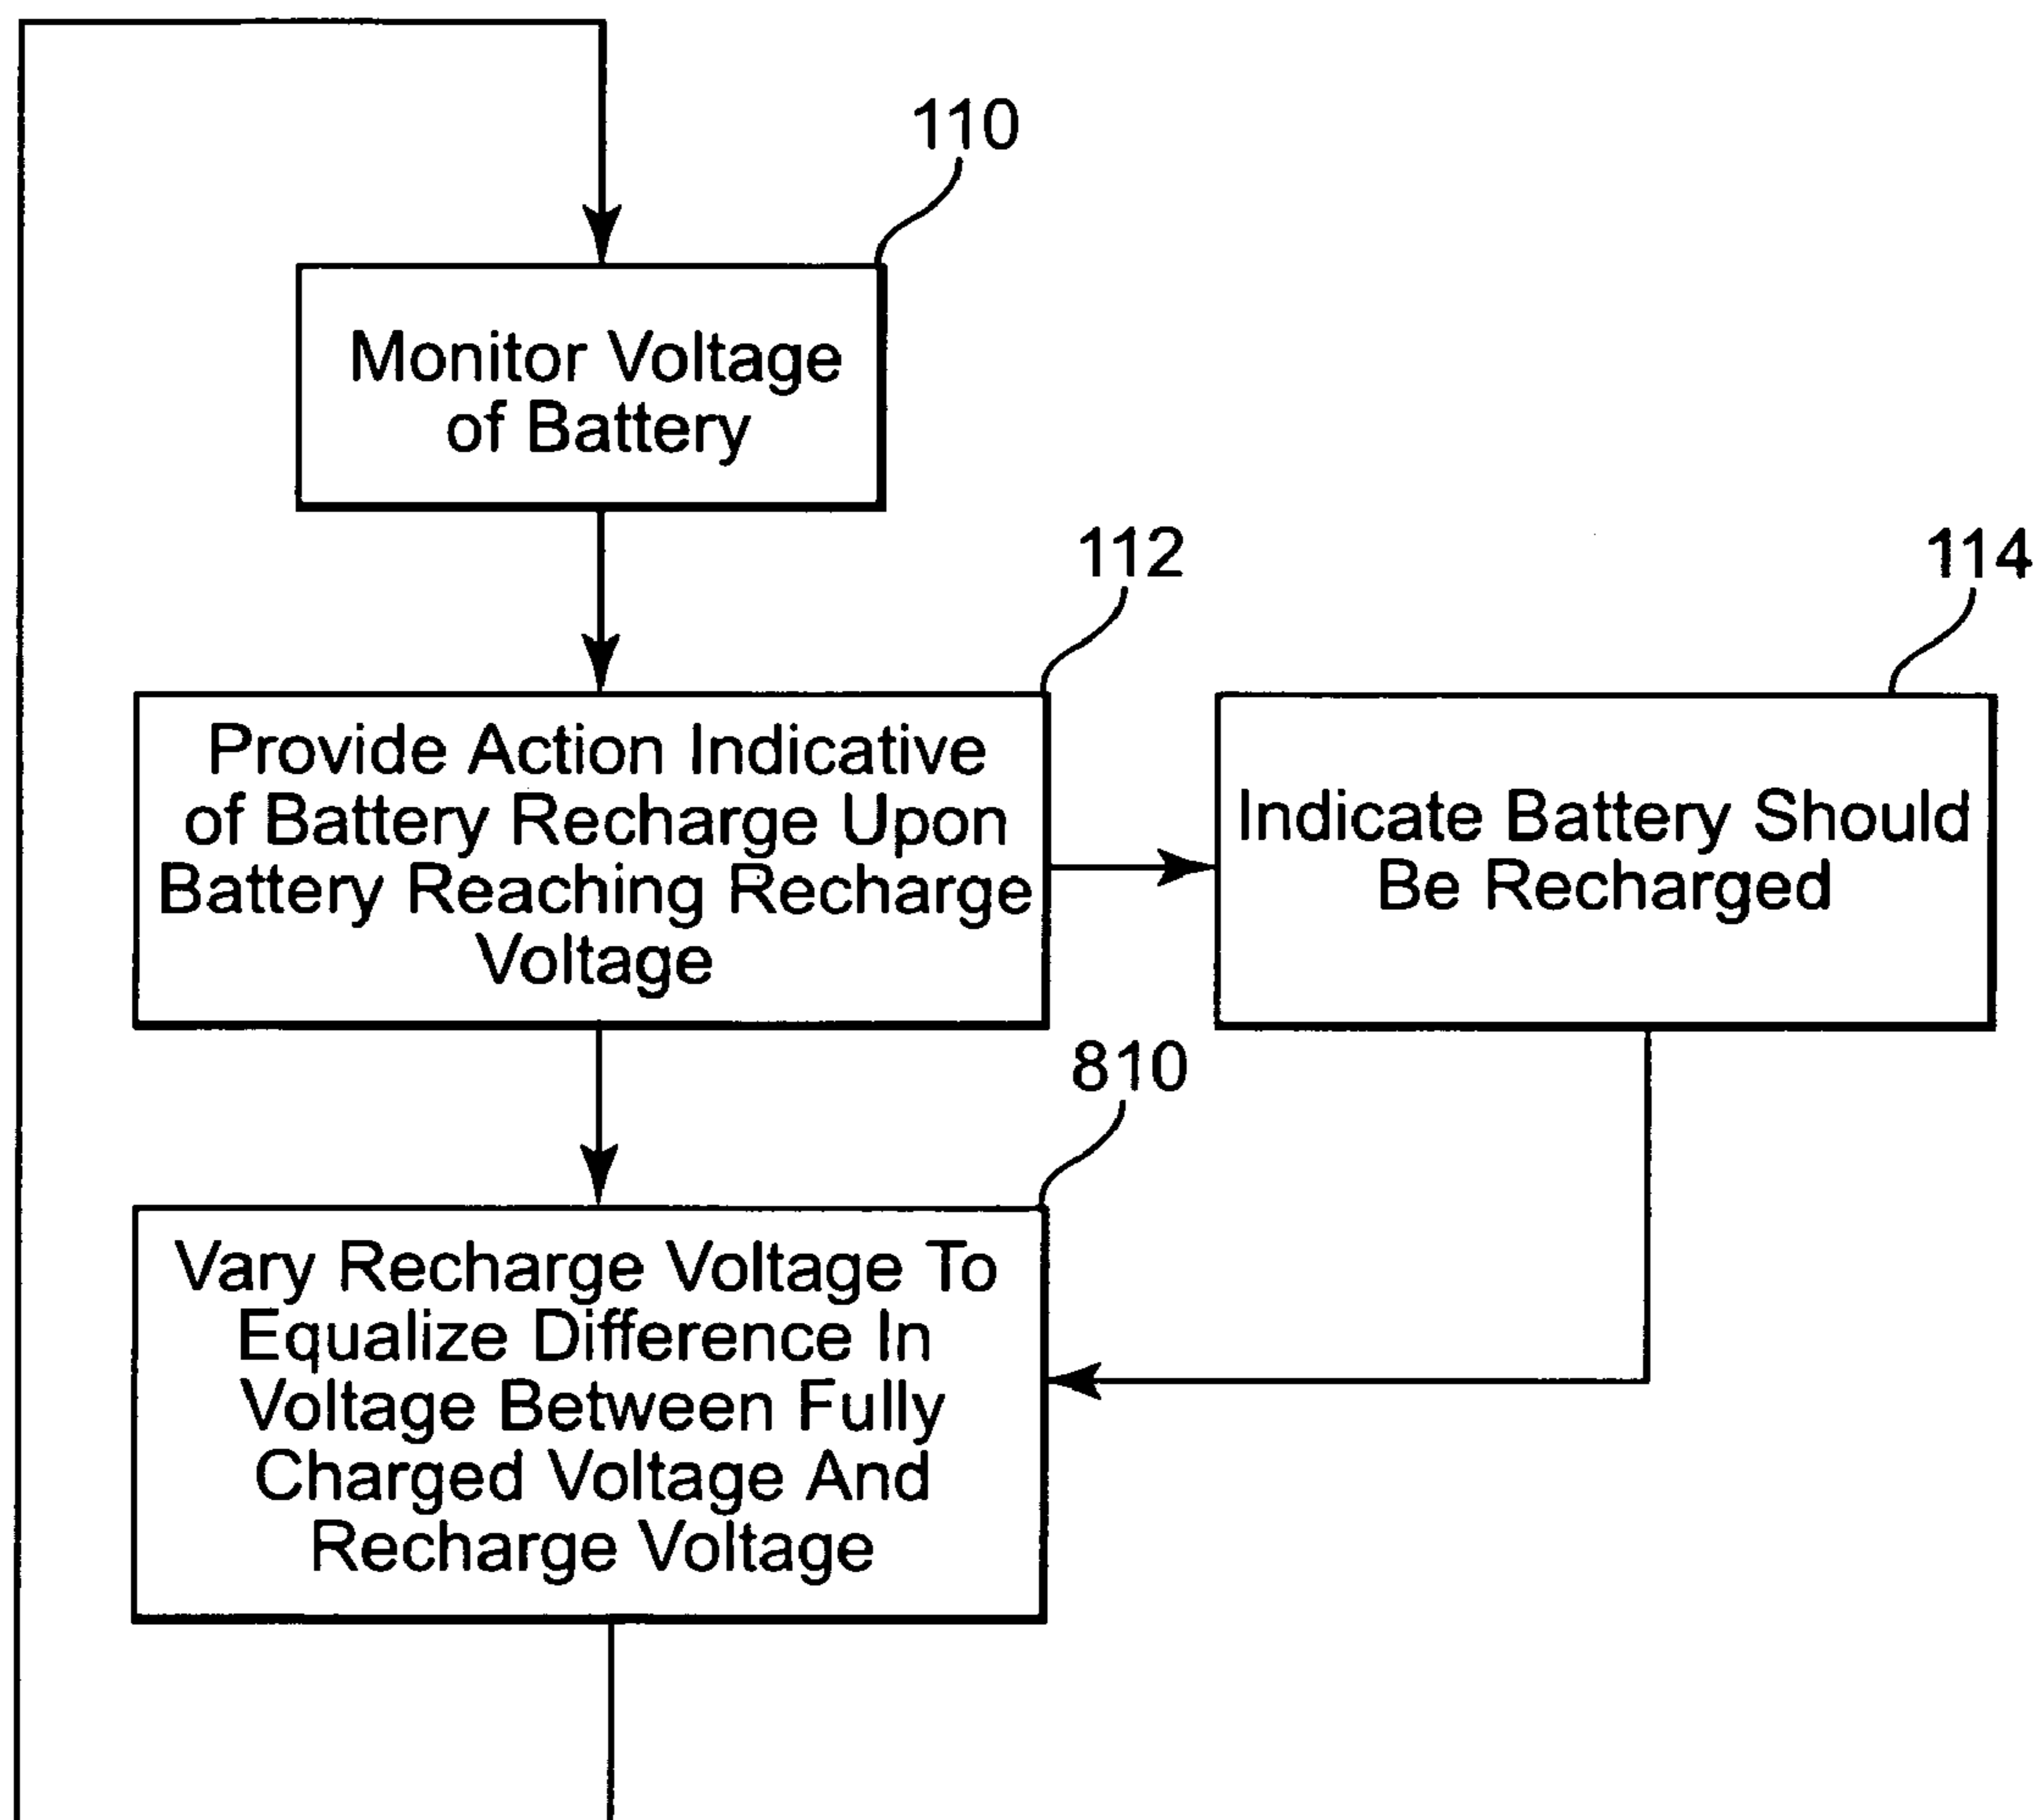 110
Monitor Voltage
of Battery
112
Provide Action Indicative
of Battery Recharge Upon
Battery Reaching Recharge
Voltage
114
Indicate Battery Should
Be Recharged
810
Vary Recharge Voltage To
Equalize Difference In
Voltage Between Fully
Charged Voltage And
Recharge Voltage